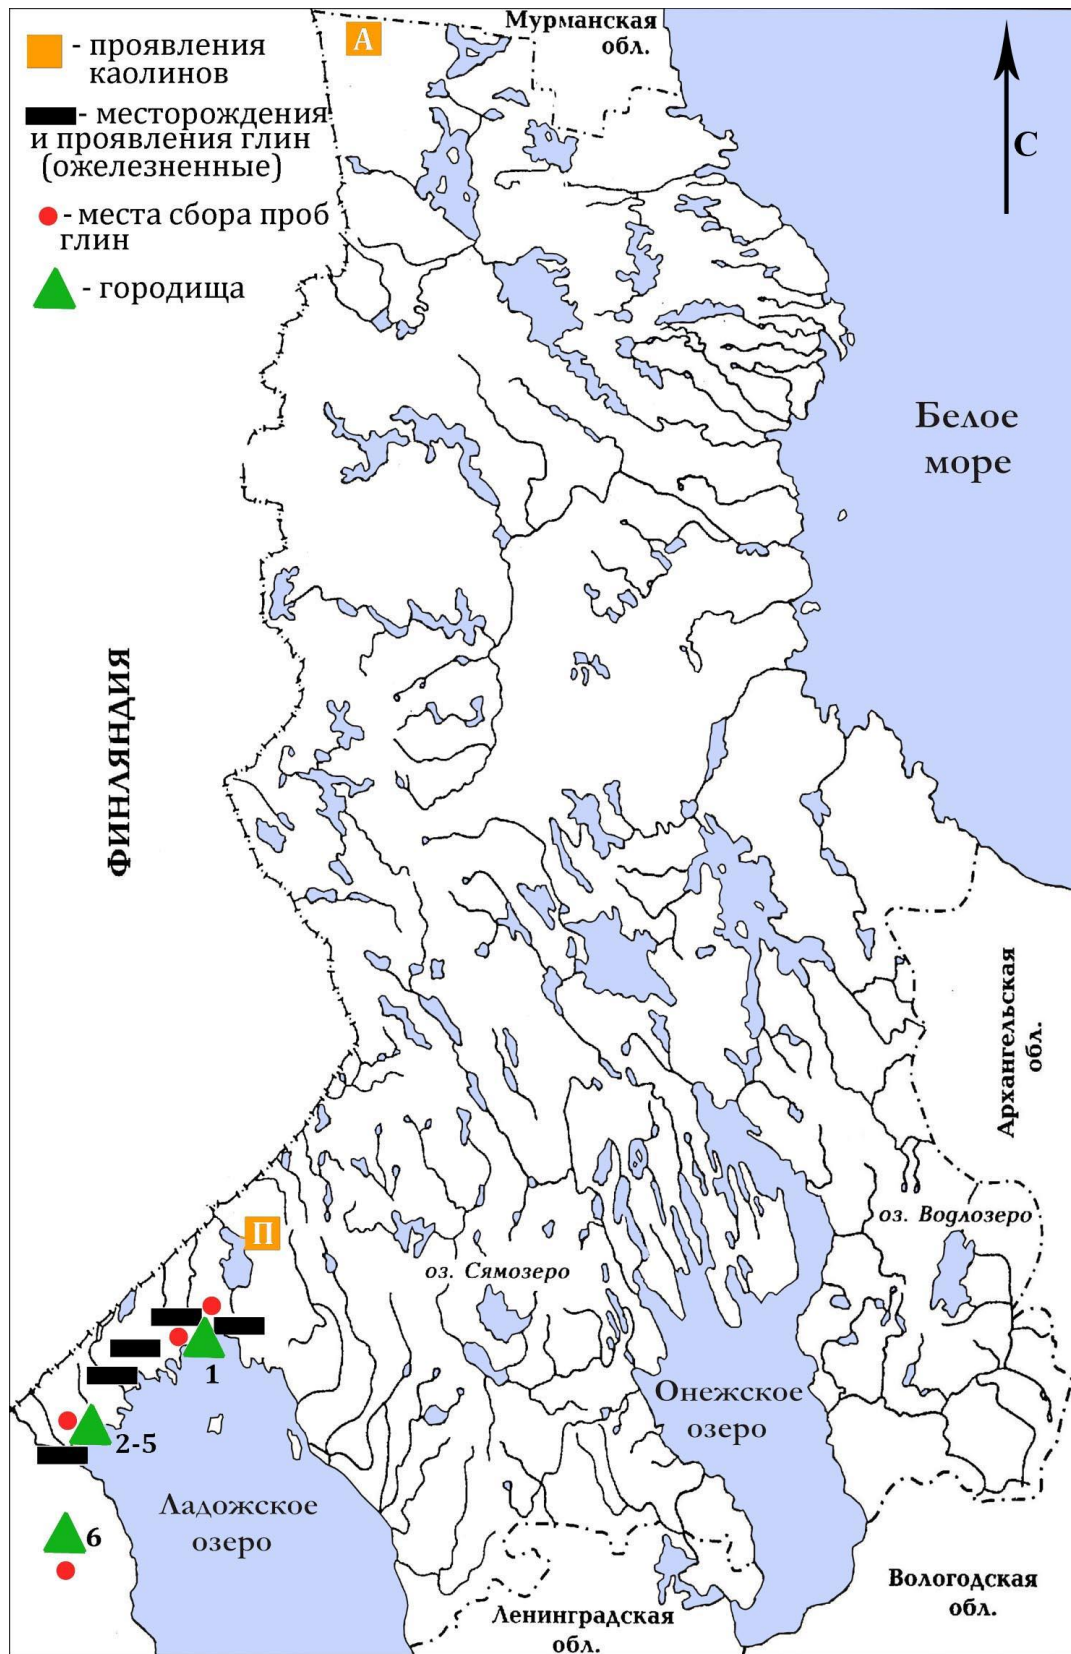 - проявления
каолинов
- месторождения
и проявления глин
(ожелезненные)
- места сбора проб
глин
- городища
А
Мурманская
обл.
С
Белое
море
ФИНЛЯНДИЯ
Архангельская
обл.
оз. Водлозеро
П
оз. Сямозеро
1
Онежское
озеро
2-5
Ладожское
озеро
6
Ленинградская
обл.
Вологодская
обл.